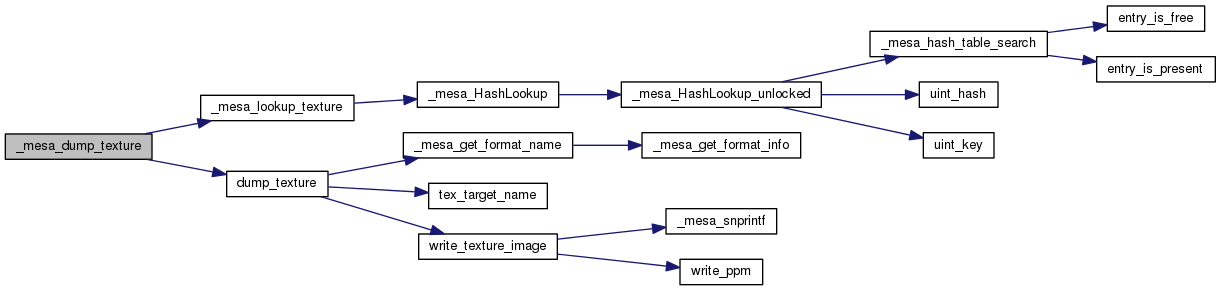 _mesa_dump_texture
_mesa_lookup_texture
dump_texture
_mesa_HashLookup
_mesa_get_format_name
tex_target_name
write_texture_image
_mesa_HashLookup_unlocked
_mesa_get_format_info
_mesa_snprintf
write_ppm
_mesa_hash_table_search
uint_hash
uint_key
entry_is_free
entry_is_present